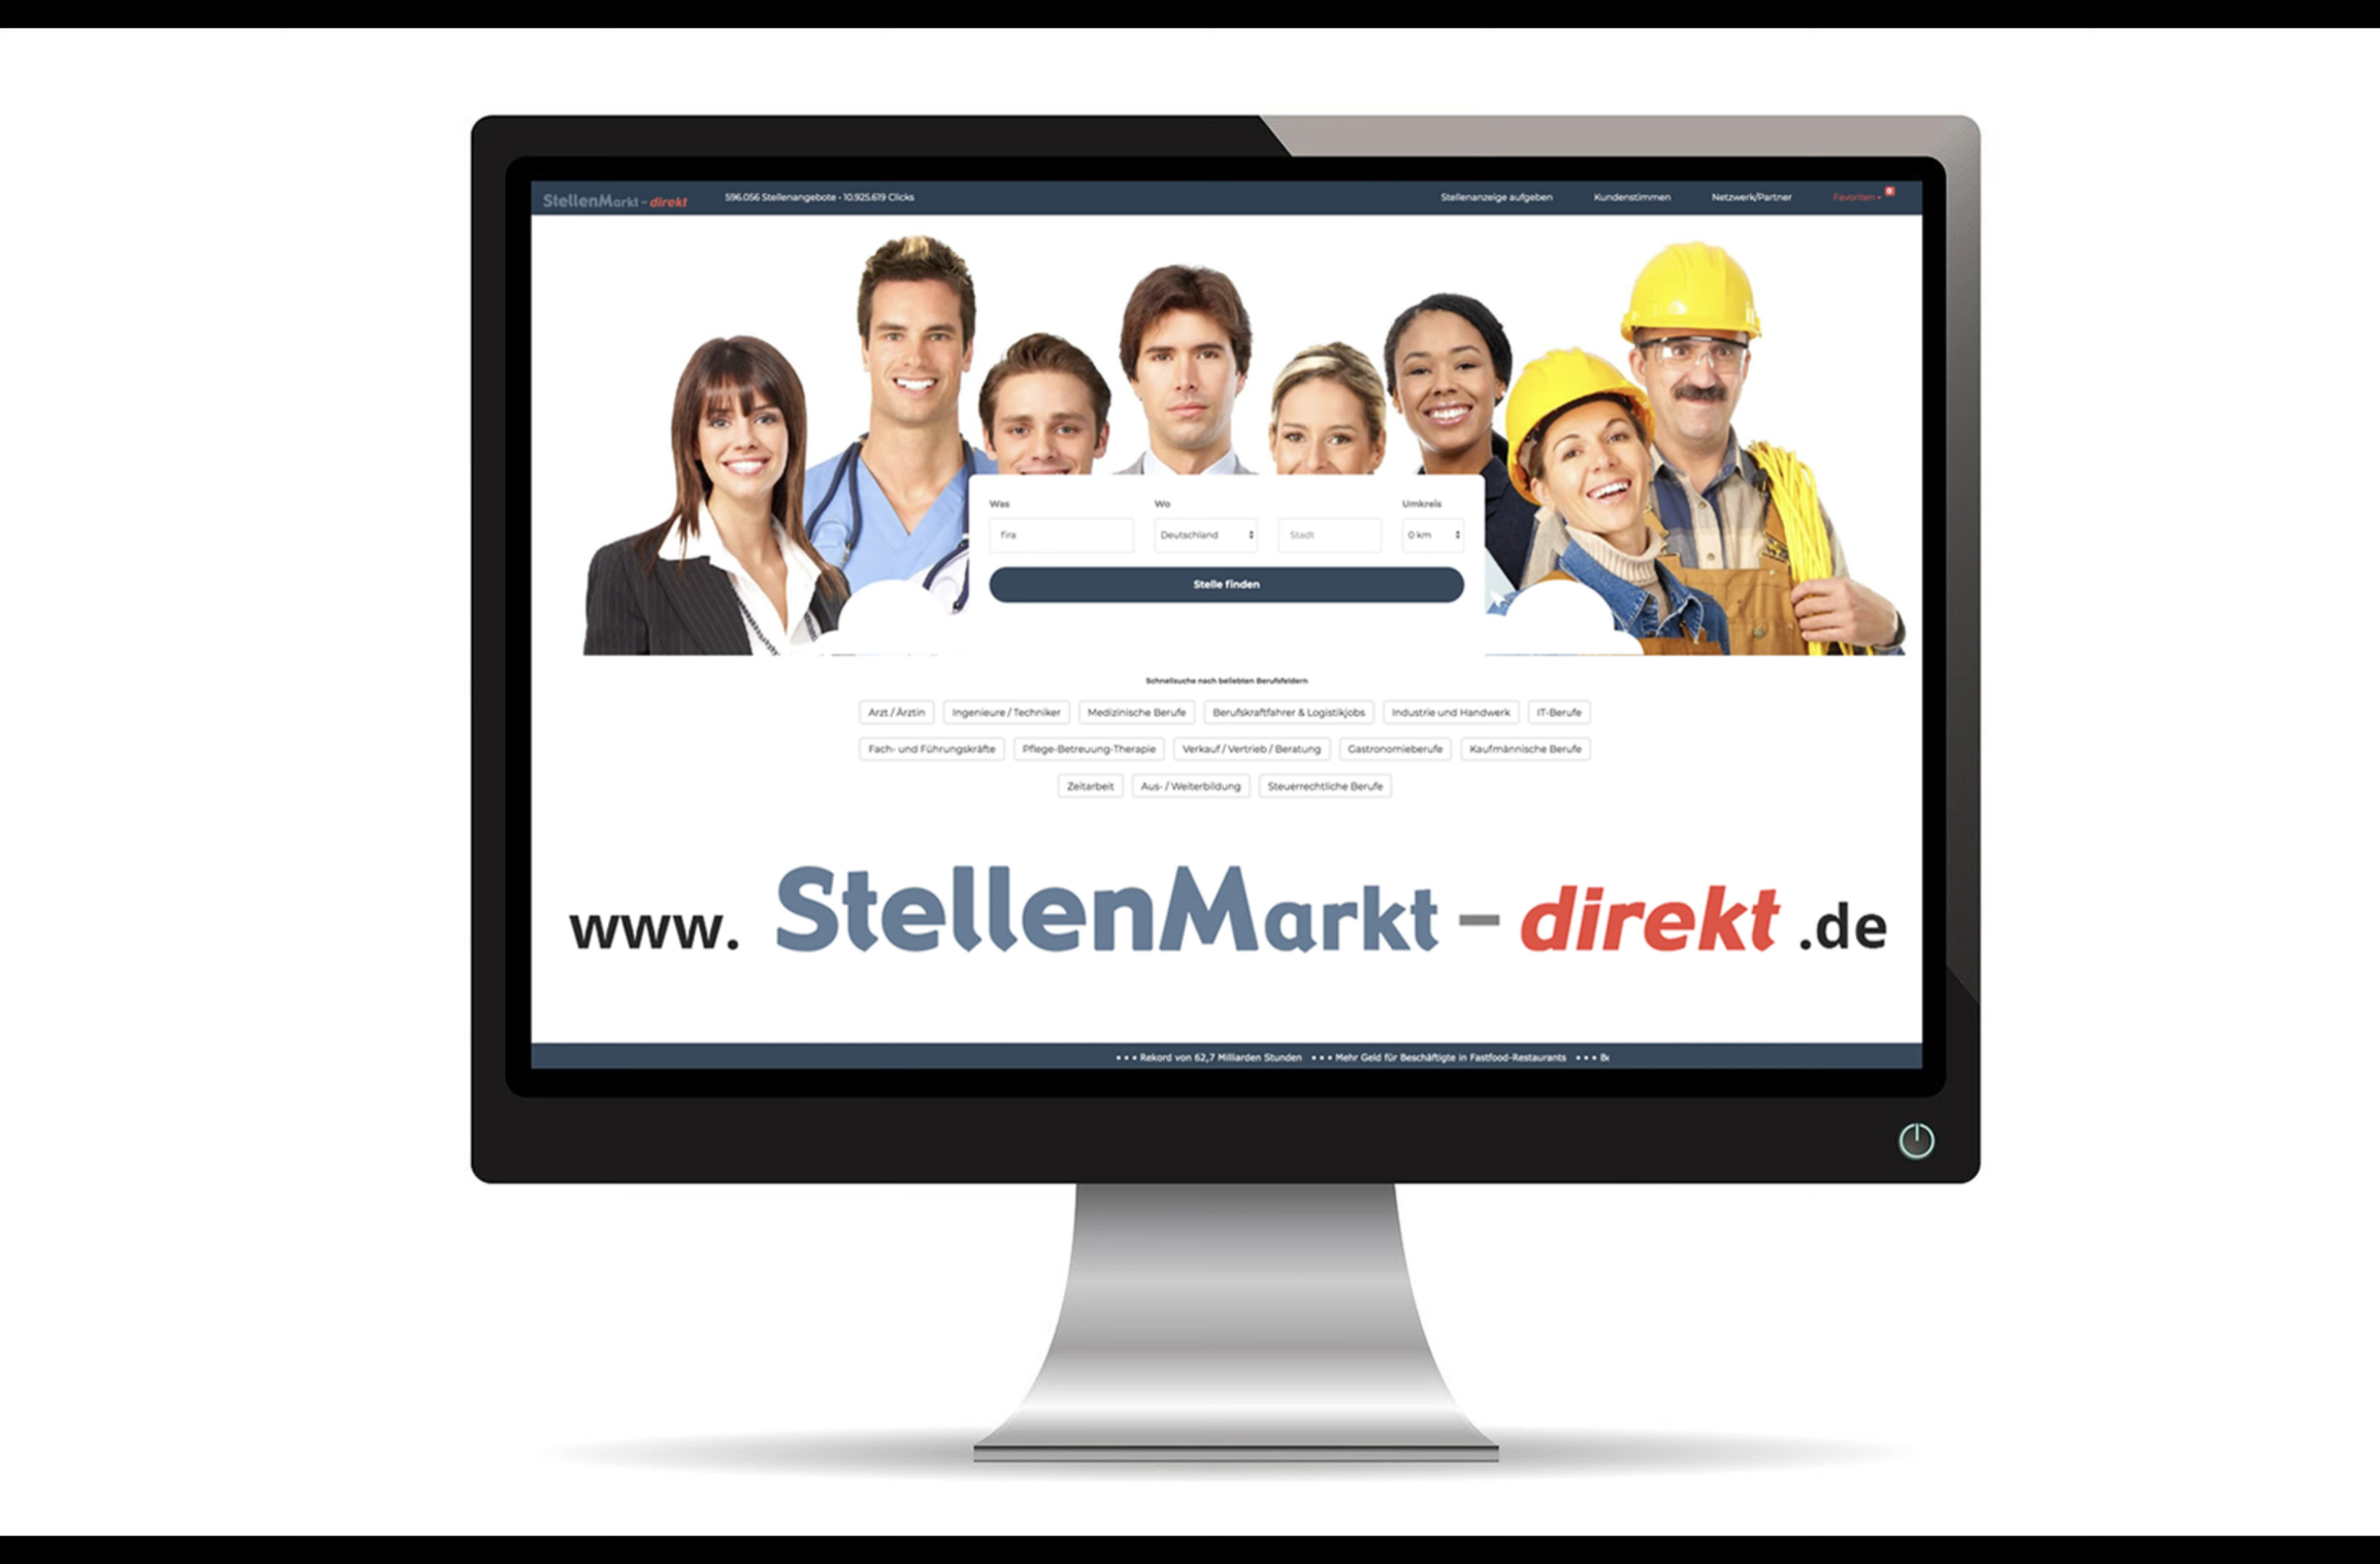 StellenMarkt-direkt 596.056 Stellenangebote · 10.925.619 Clicks Stellenanzeige aufgeben Kundenstimmen Netzwerk/Partner Favoriten
Was Wo Umkreis
fira Deutschland Stadt 0 km
Stelle finden
Schnellsuche nach beliebten Berufsfeldern
Arzt / Ärztin Ingenieure / Techniker Medizinische Berufe Berufskraftfahrer & Logistikjobs Industrie und Handwerk IT-Berufe
Fach- und Führungskräfte Pflege-Betreuung-Therapie Verkauf / Vertrieb / Beratung Gastronomieberufe Kaufmännische Berufe
Zeitarbeit Aus- / Weiterbildung Steuerrechtliche Berufe
www. StellenMarkt-direkt .de
• • • Rekord von 62,7 Milliarden Stunden • • • Mehr Geld für Beschäftigte in Fastfood-Restaurants • • •